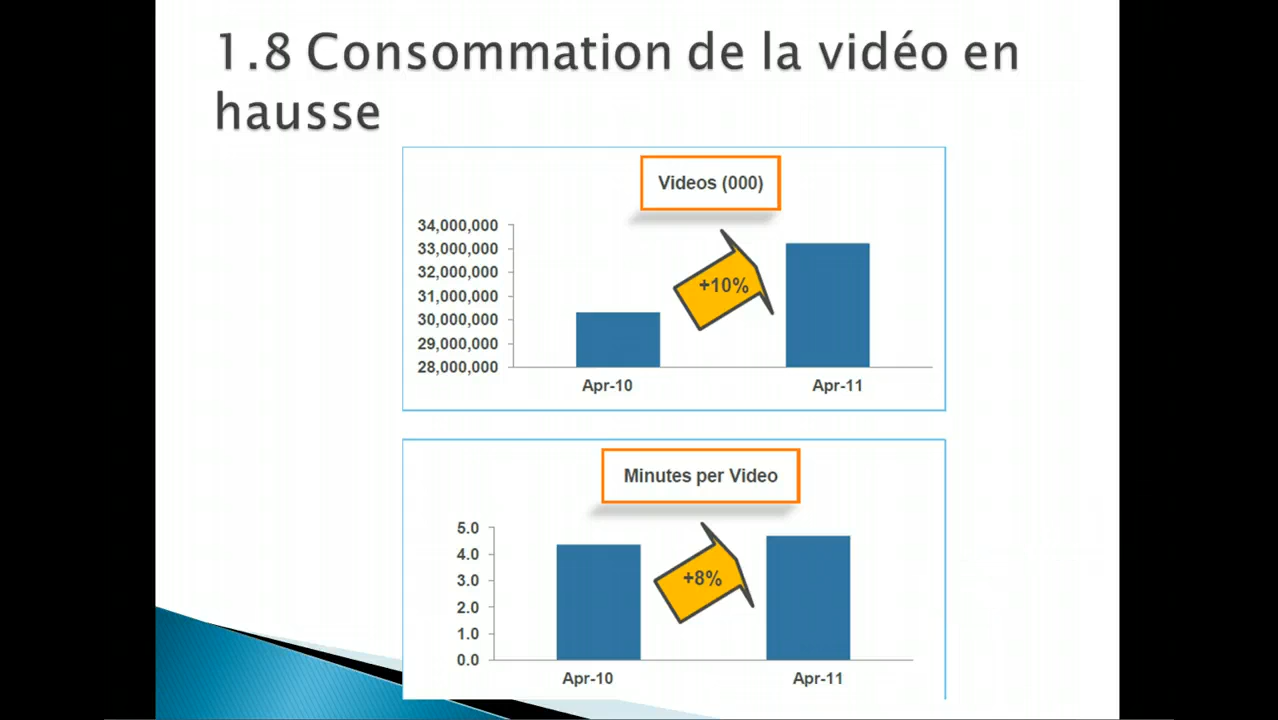 1.8 Consommation de la vidéo en
hausse
Videos (000)
34,000,000
33,000,000
32,000,000
31,000,000
30,000,000
29,000,000
28,000,000
+10%
Apr-10
Apr-11
Minutes per Video
5.0
4.0
3.0
2.0
1.0
0.0
+8%
Apr-10
Apr-11